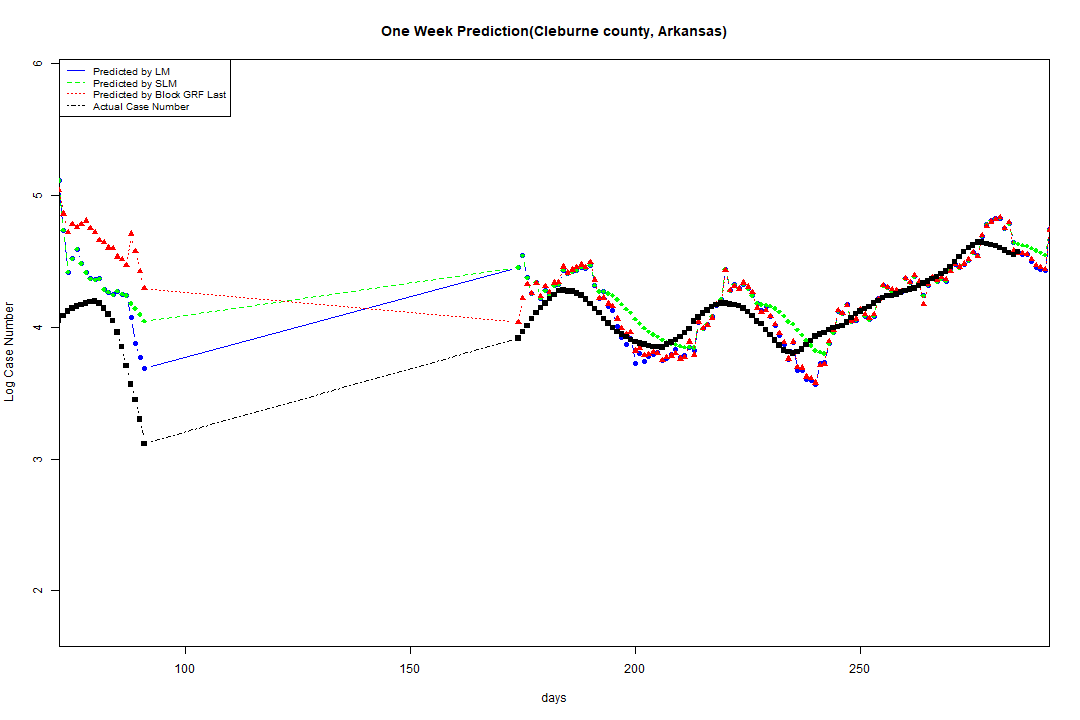 One Week Prediction(Cleburne county, Arkansas)
Predicted by LM
Predicted by SLM
Predicted by Block GRF Last
Actual Case Number
6
5
4
3
2
Log Case Number
100
150
200
250
days